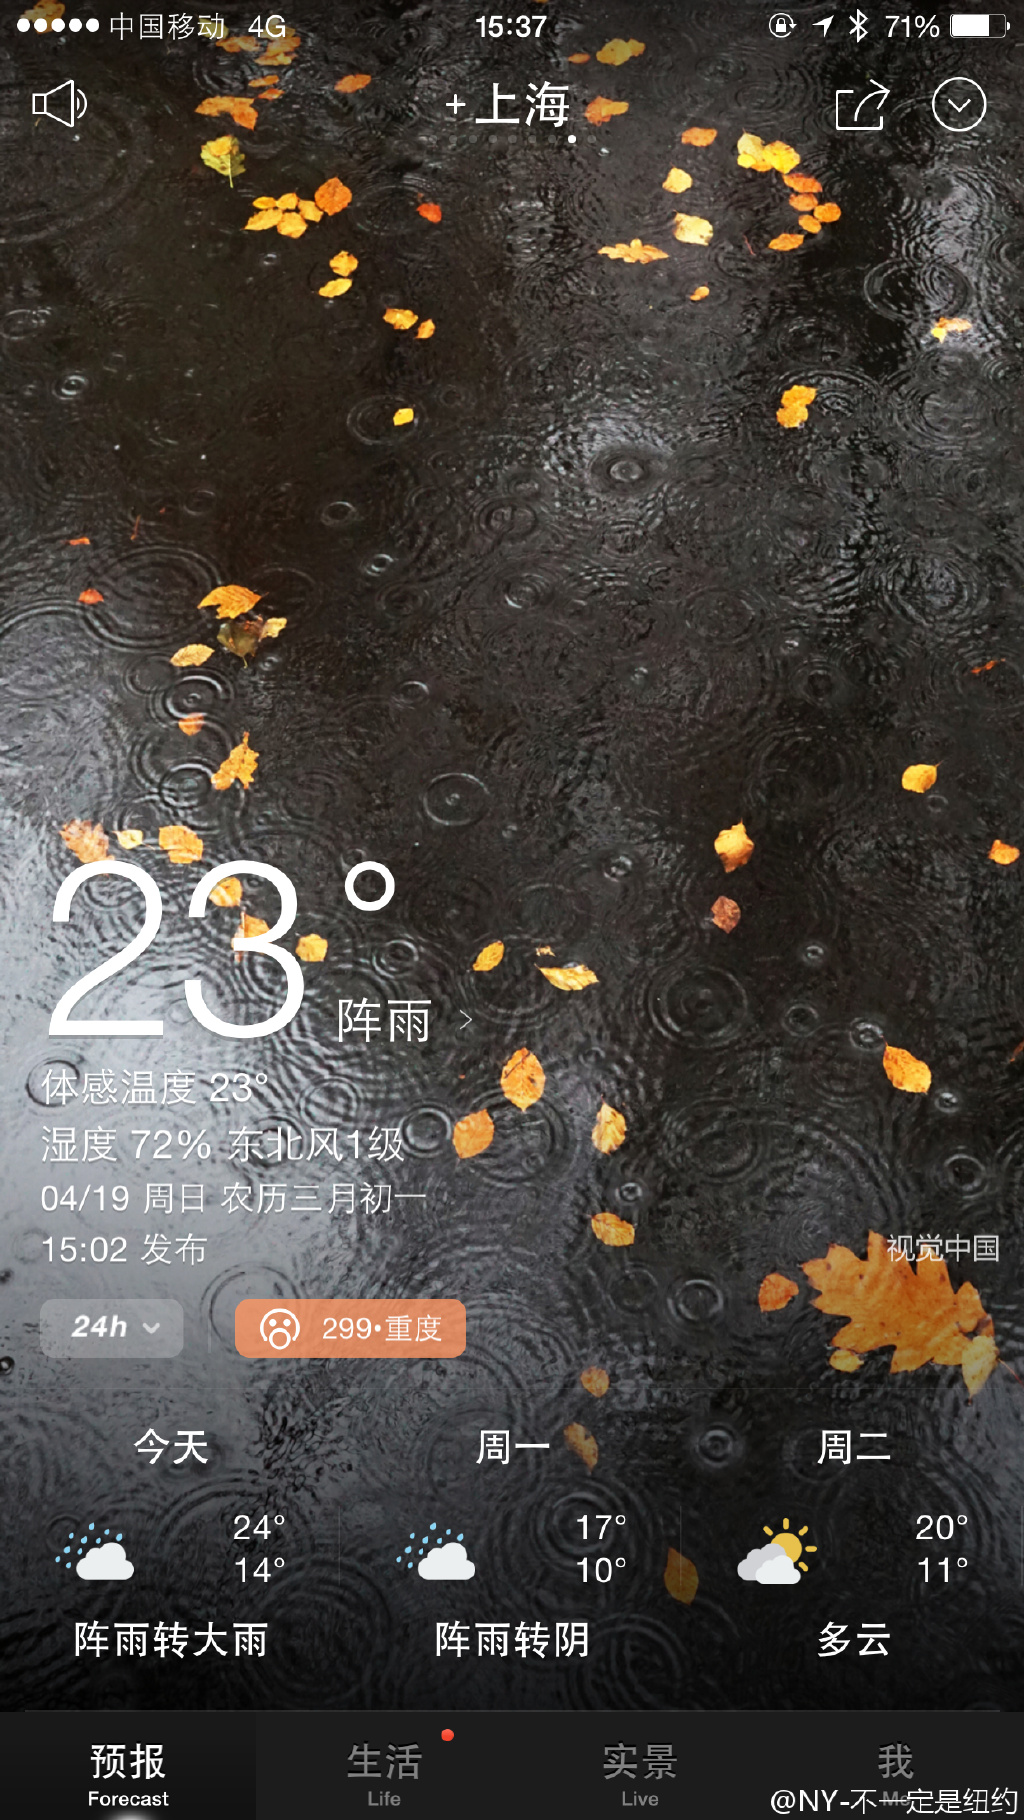 中国移动 4G 15:37 71%
+上海
23°
阵雨 >
体感温度 23°
湿度 72% 东北风1级
04/19 周日 农历三月初一
15:02 发布
视觉中国
24h
299•重度
今天 周一 周二
24° 17° 20°
14° 10° 11°
阵雨转大雨 阵雨转阴 多云
预报 生活 实景 我
Forecast Life Live Me
@NY-不一定是纽约